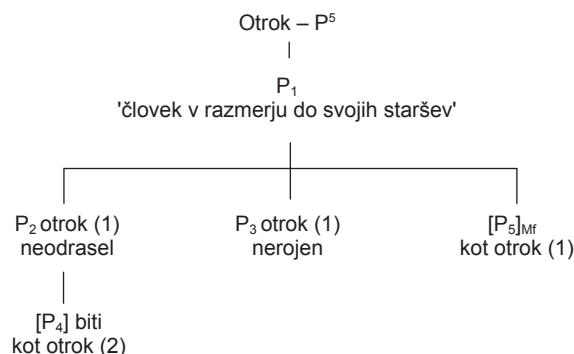 Otrok – P⁵
P₁
'človek v razmerju do svojih staršev'
P₂ otrok (1)
neodrasel
P₃ otrok (1)
nerojen
[P₅]Mf
kot otrok (1)
[P₄] biti
kot otrok (2)